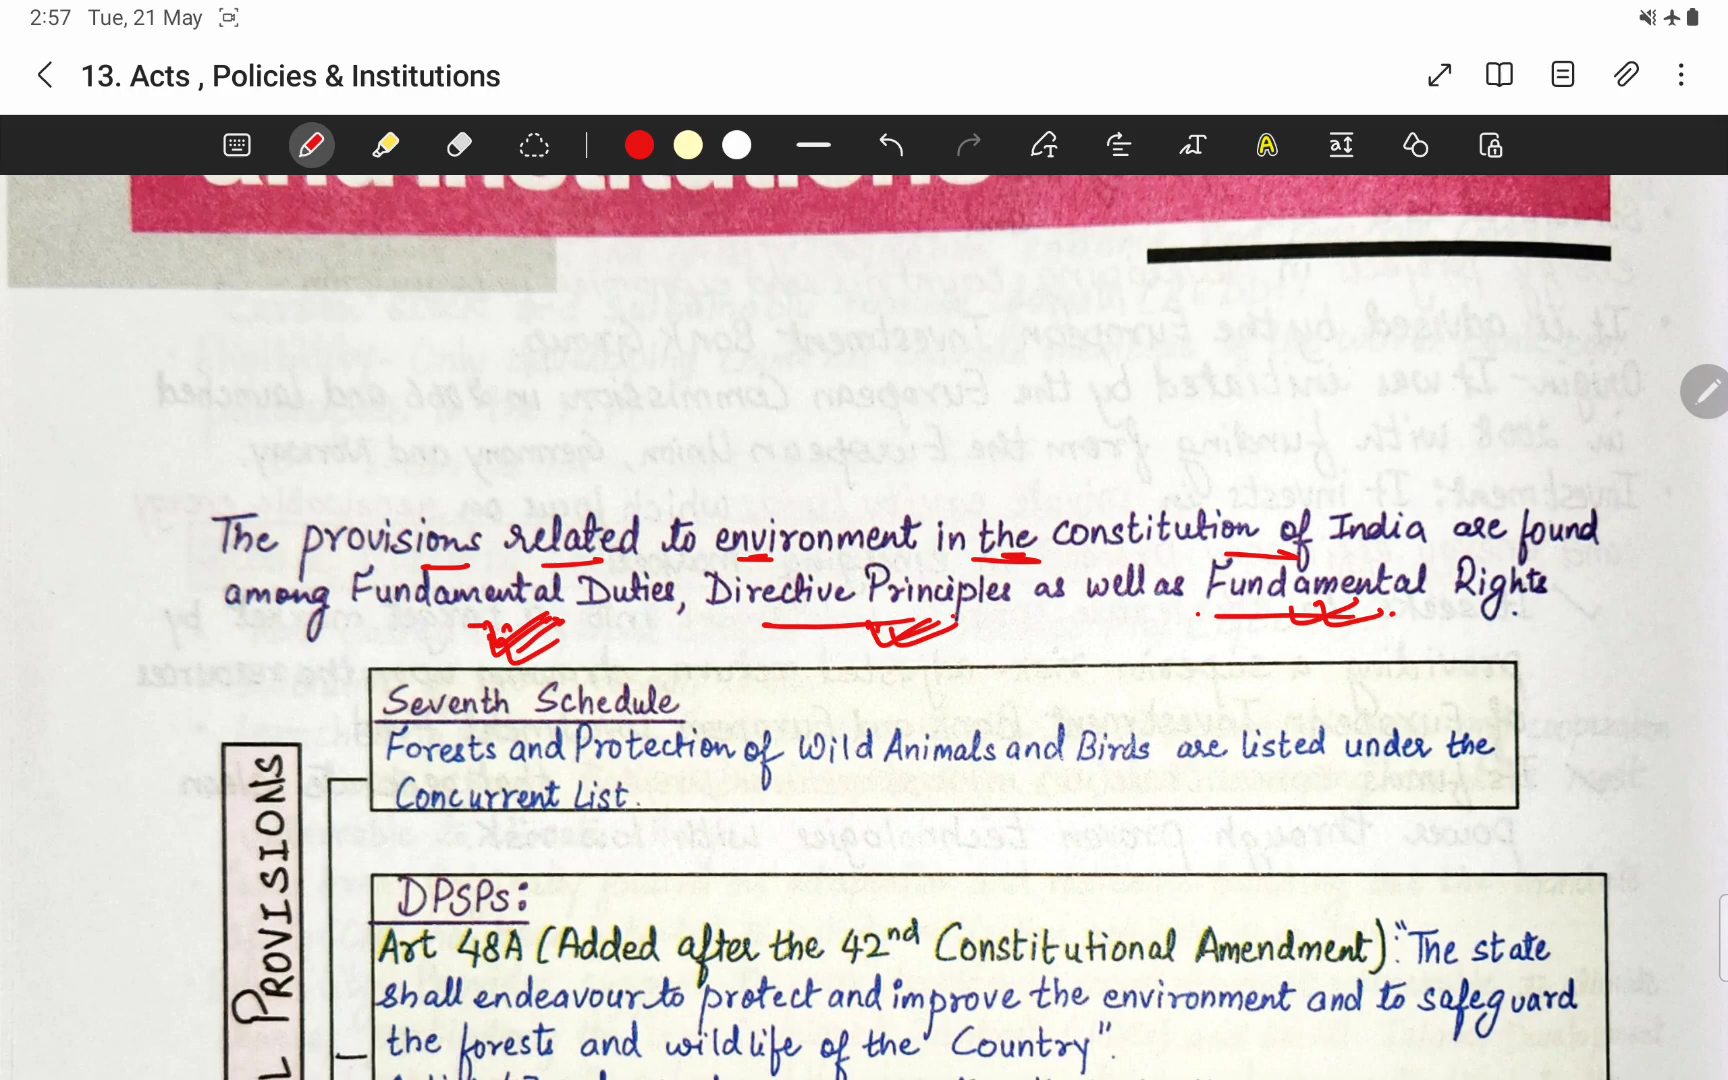 2:57 Tue, 21 May
13. Acts , Policies & Institutions
and Institutions
The provisions related to environment in the constitution of India are found
among Fundamental Duties, Directive Principles as well as Fundamental Rights
Seventh Schedule
Forests and Protection of Wild Animals and Birds are listed under the
Concurrent List.
L PROVISIONS
DPSPs:
Art 48A (Added after the 42nd Constitutional Amendment): "The state
shall endeavour to protect and improve the environment and to safeguard
the forests and wildlife of the Country".